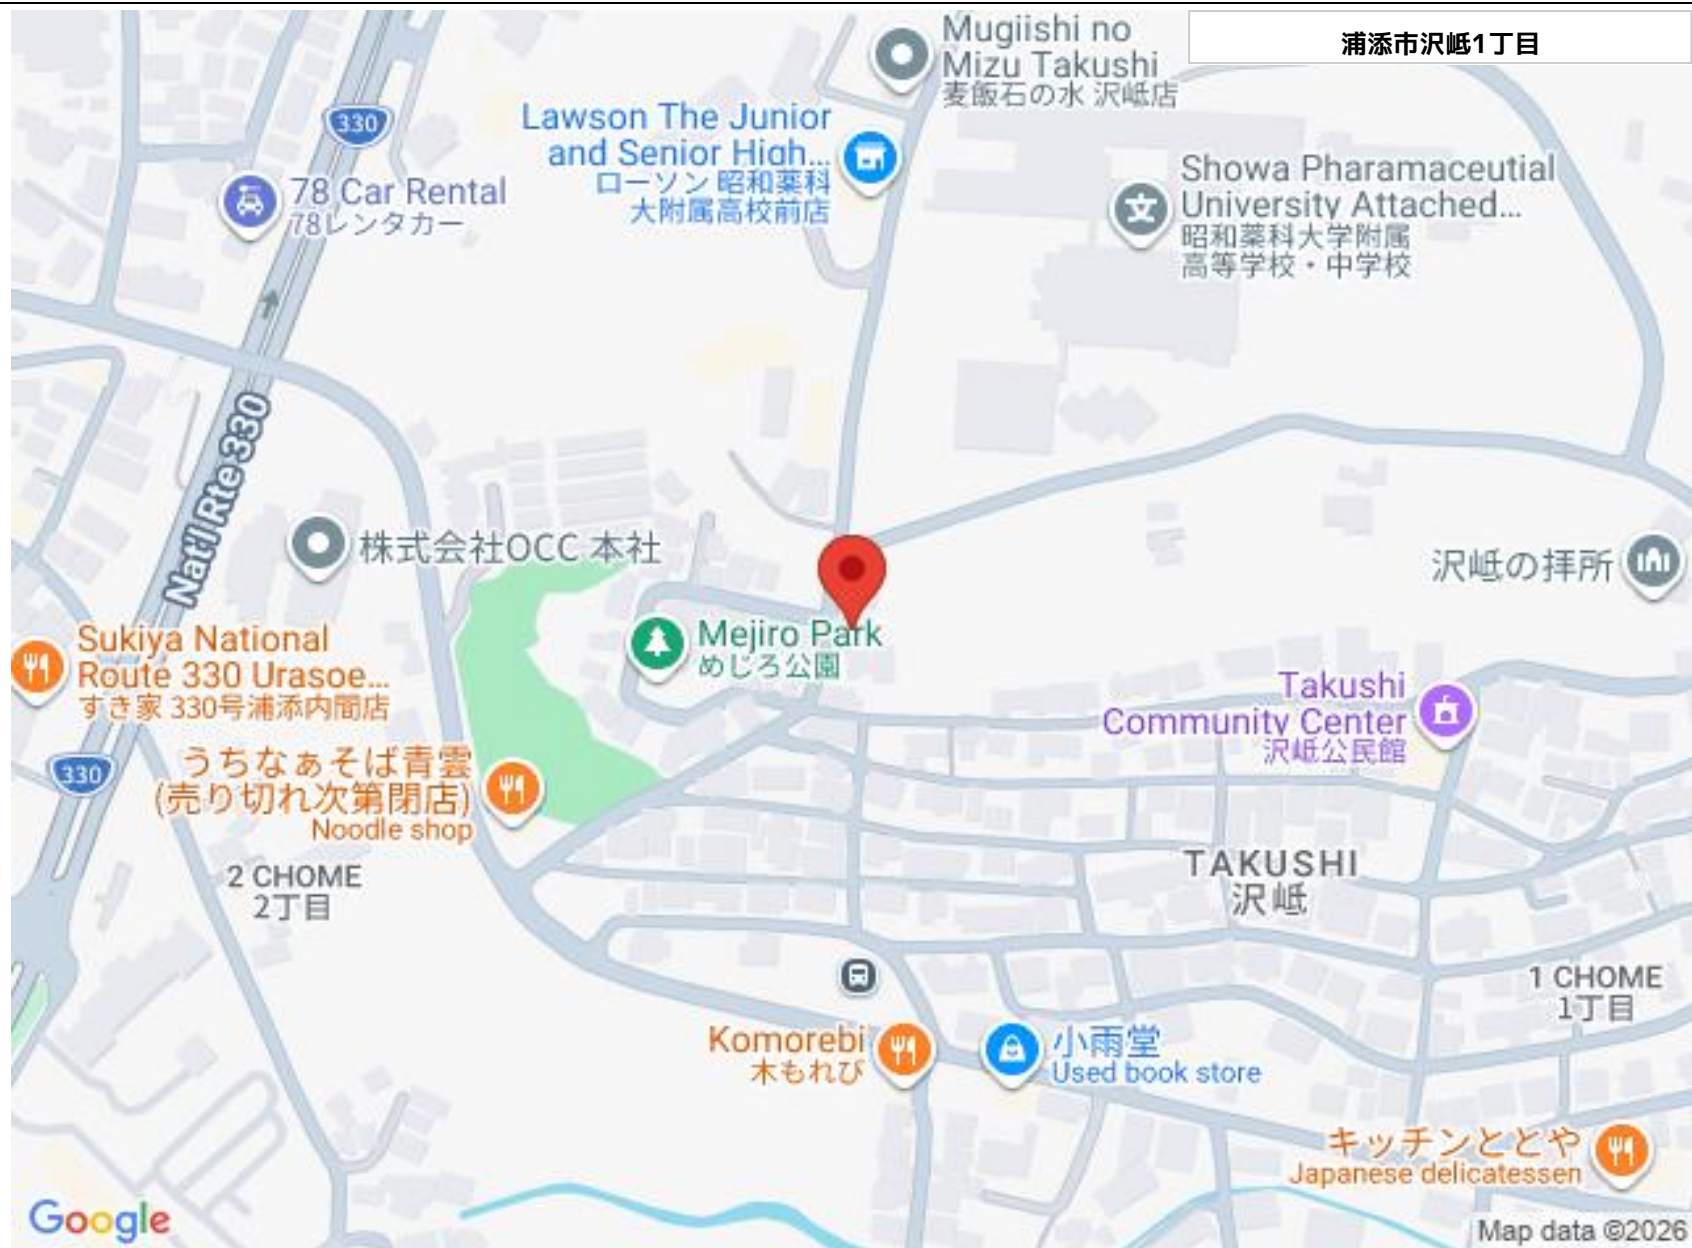 浦添市沢岻1丁目
Mugiishi no
Mizu Takushi
麦飯石の水 沢岻店
330
Lawson The Junior
and Senior High...
ローソン 昭和薬科
大附属高校前店
Showa Pharamaceutial
University Attached...
昭和薬科大学附属
高等学校・中学校
78 Car Rental
78レンタカー
Nat'l Rte 330
株式会社OCC 本社
沢岻の拝所
Sukiya National
Route 330 Urasoe...
すき家 330号浦添内間店
Mejiro Park
めじろ公園
Takushi
Community Center
沢岻公民館
330
うちなぁそば青雲
(売り切れ次第閉店)
Noodle shop
2 CHOME
2丁目
TAKUSHI
沢岻
1 CHOME
1丁目
Komorebi
木もれび
小雨堂
Used book store
キッチンととや
Japanese delicatessen
Google
Map data ©2026